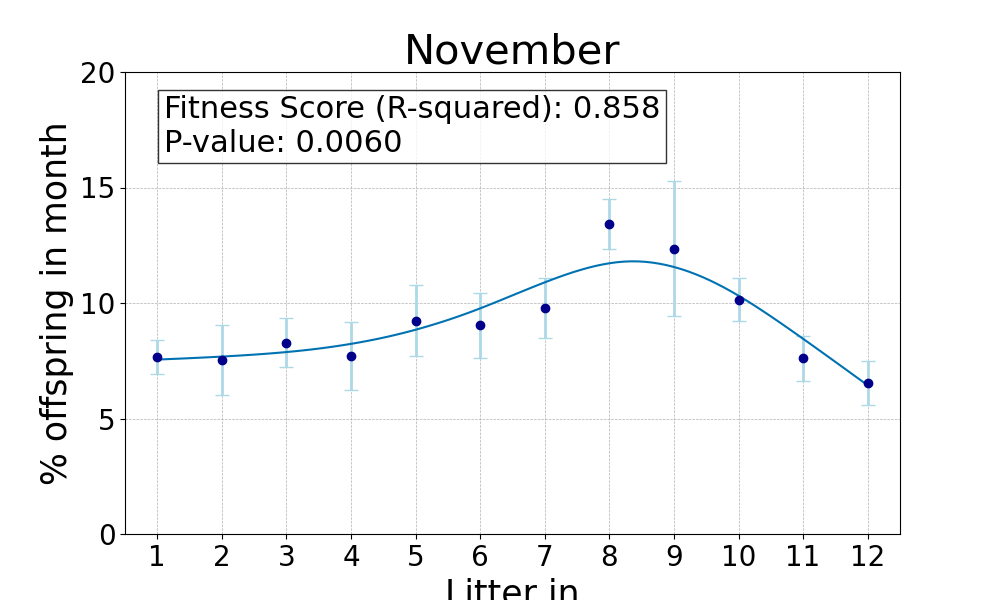 November
Fitness Score (R-squared): 0.858
P-value: 0.0060
% offspring in month
20
15
10
5
0
1 2 3 4 5 6 7 8 9 10 11 12
Litter in